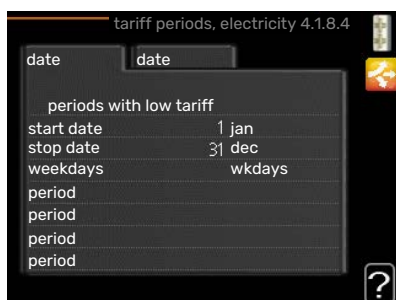 tariff periods, electricity 4.1.8.4
date date
periods with low tariff
start date 1 jan
stop date 31 dec
weekdays wkdays
period
period
period
period
?